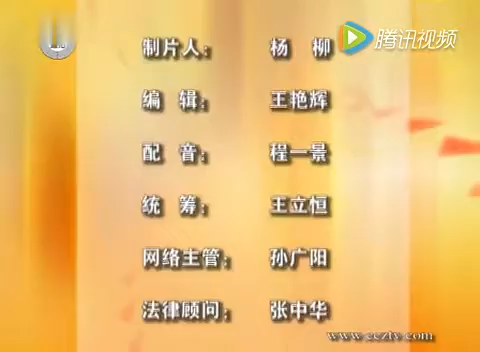 制片人： 杨 柳
腾讯视频
编 辑： 王艳辉
配 音： 程一景
统 筹： 王立恒
网络主管： 孙广阳
法律顾问： 张中华
www.ccztv.com